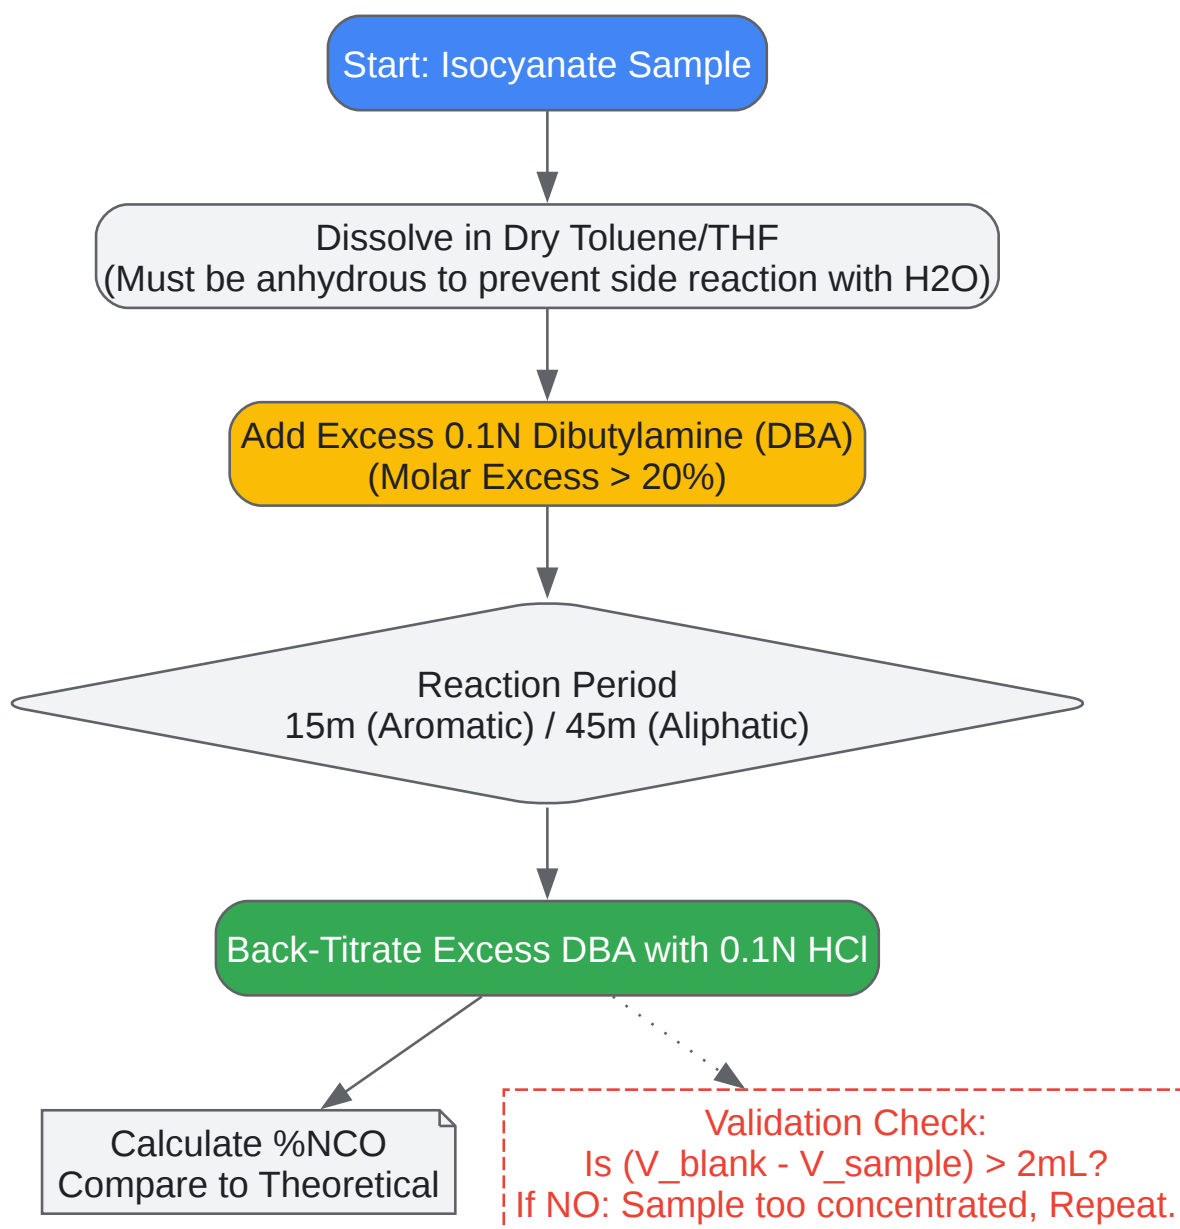 Start: Isocyanate Sample
Dissolve in Dry Toluene/THF
(Must be anhydrous to prevent side reaction with H2O)
Add Excess 0.1N Dibutylamine (DBA)
(Molar Excess > 20%)
Reaction Period
15m (Aromatic) / 45m (Aliphatic)
Back-Titrate Excess DBA with 0.1N HCl
Calculate %NCO
Compare to Theoretical
Validation Check:
Is (V_blank - V_sample) > 2mL?
If NO: Sample too concentrated, Repeat.